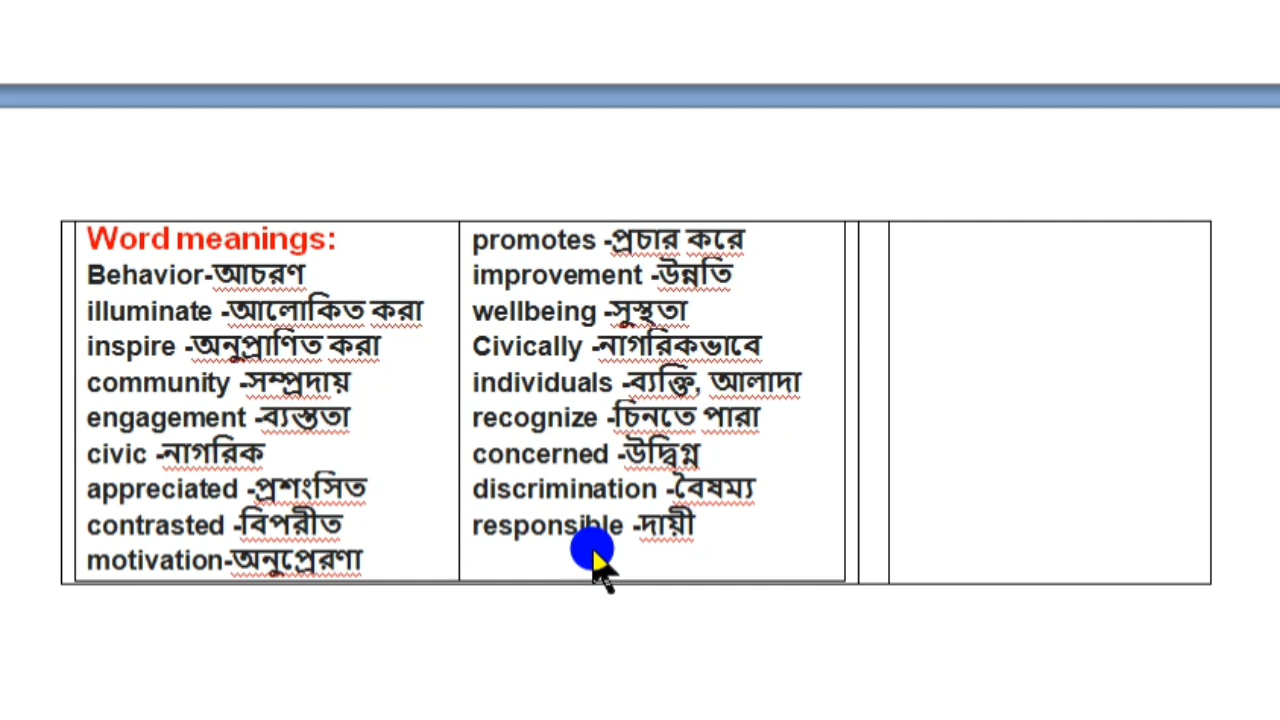 Word meanings:
Behavior-আচরণ
illuminate -আলোকিত করা
inspire -অনুপ্রাণিত করা
community -সম্প্রদায়
engagement -ব্যস্ততা
civic -নাগরিক
appreciated -প্রশংসিত
contrasted -বিপরীত
motivation-অনুপ্রেরণা
promotes -প্রচার করে
improvement -উন্নতি
wellbeing -সুস্থতা
Civically -নাগরিকভাবে
individuals -ব্যক্তি, আলাদা
recognize -চিনতে পারা
concerned -উদ্বিগ্ন
discrimination -বৈষম্য
responsible -দায়ী